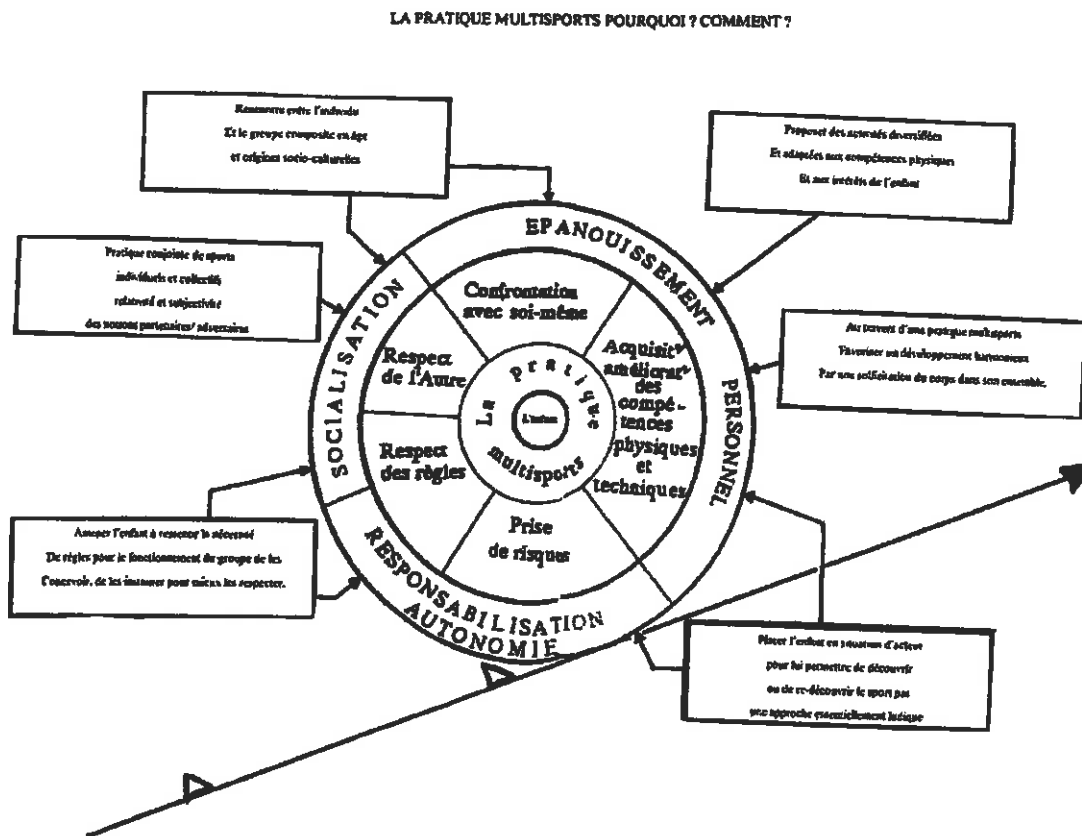 LA PRATIQUE MULTISPORTS POURQUOI ? COMMENT ?
Rencontre entre l'individu
Et le groupe composite en âge
et origines socio-culturelles
Proposer des activités diversifiées
Et adaptées aux compétences physiques
Et aux intérêts de l'enfant
Pratique conjointe de sports
individuels et collectifs
relativité et subjectivité
des notions partenaires/ adversaires
Au travers d'une pratique multisports
Favoriser un développement harmonieux
Par une sollicitation du corps dans son ensemble.
Amener l'enfant à ressentir la nécessité
De règles pour le fonctionnement du groupe de les
Concevoir, de les instaurer pour mieux les respecter.
Placer l'enfant en situation d'acteur
pour lui permettre de découvrir
ou de re-découvrir le sport pas
une approche essentiellement ludique
EPANOUISSEMENT PERSONNEL
SOCIALISATION
RESPONSABILISATION
AUTONOMIE
Confrontation
avec soi-même
Acquisit°
améliorat°
des
compé-
tences
physiques
et
techniques
Respect
de l'Autre
Respect
des règles
Prise
de risques
La Pratique
multisports
L'enfant